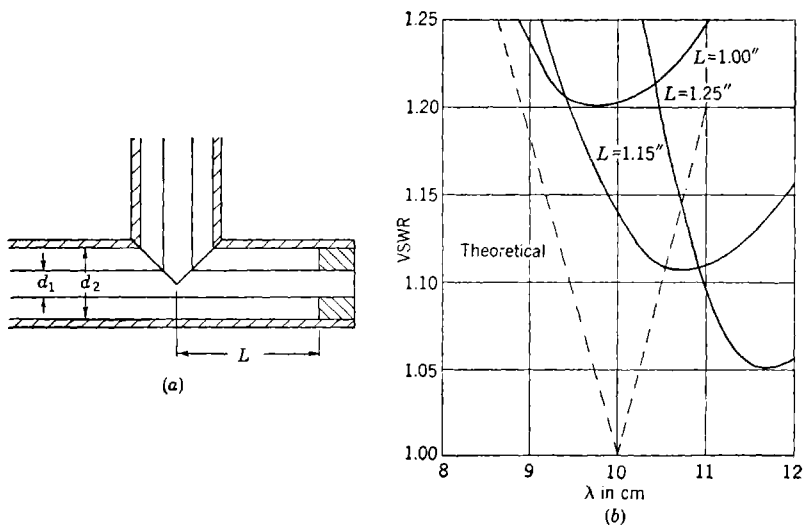 d₁
d₂
L
(a)
1.25
1.20
1.15
1.10
1.05
1.00
VSWR
L=1.00″
L=1.25″
L=1.15″
Theoretical
8
9
10
11
12
λ in cm
(b)